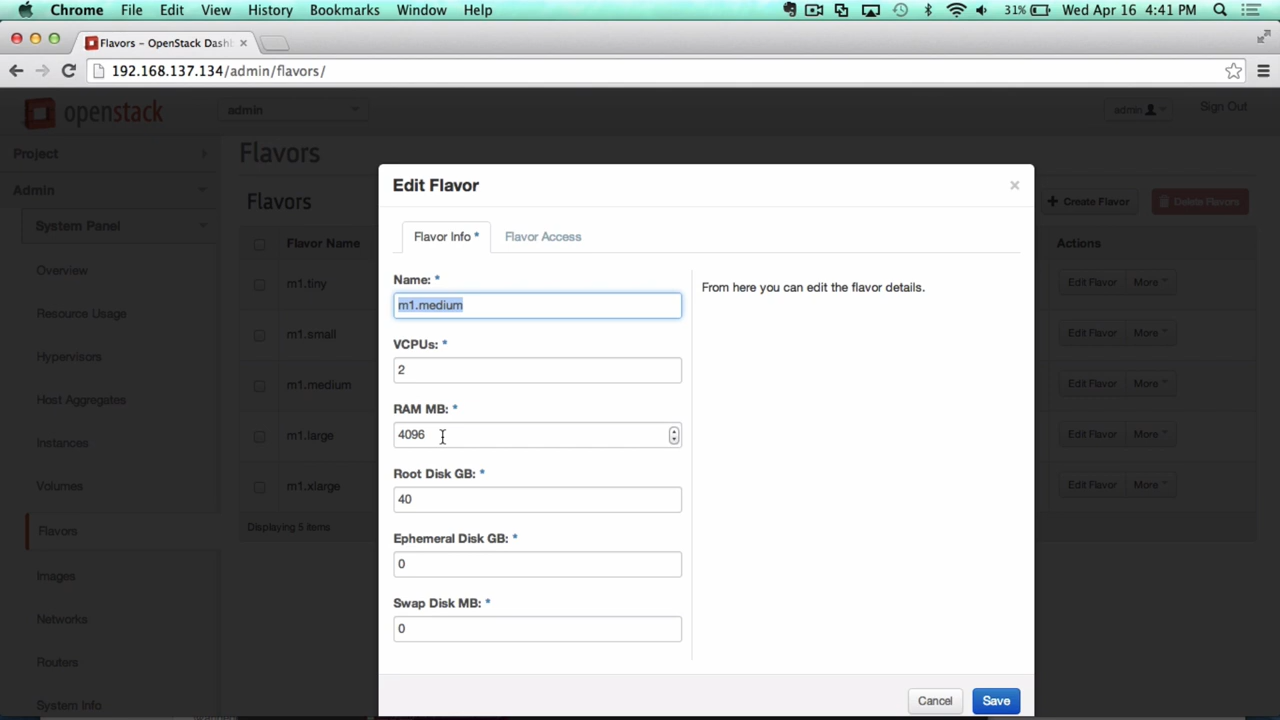 Chrome File Edit View History Bookmarks Window Help 31% Wed Apr 16 4:41 PM
Flavors - OpenStack Dash
192.168.137.134/admin/flavors/
openstack
admin
admin
Sign Out
Project
Admin
System Panel
Overview
Resource Usage
Hypervisors
Host Aggregates
Instances
Volumes
Flavors
Images
Networks
Routers
System Info
Flavors
Flavors
+ Create Flavor
Delete Flavors
Flavor Name
Actions
m1.tiny
Edit Flavor More
m1.small
Edit Flavor More
m1.medium
Edit Flavor More
m1.large
Edit Flavor More
m1.xlarge
Edit Flavor More
Displaying 5 items
Edit Flavor ×
Flavor Info * Flavor Access
Name: *
m1.medium
VCPUs: *
2
RAM MB: *
4096
Root Disk GB: *
40
Ephemeral Disk GB: *
0
Swap Disk MB: *
0
From here you can edit the flavor details.
Cancel
Save